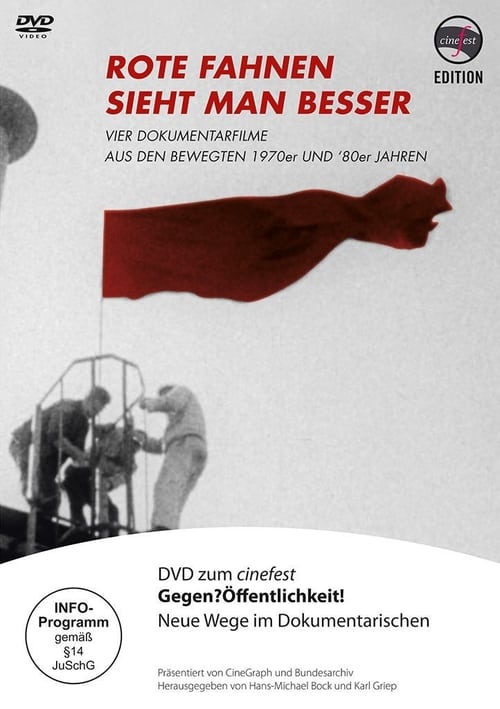 DVD
VIDEO
cinefest
EDITION
ROTE FAHNEN
SIEHT MAN BESSER
VIER DOKUMENTARFILME
AUS DEN BEWEGTEN 1970er UND '80er JAHREN
DVD zum cinefest
Gegen?Öffentlichkeit!
Neue Wege im Dokumentarischen
INFO-
Programm
gemäß
§14
JuSchG
Präsentiert von CineGraph und Bundesarchiv
Herausgegeben von Hans-Michael Bock und Karl Griep